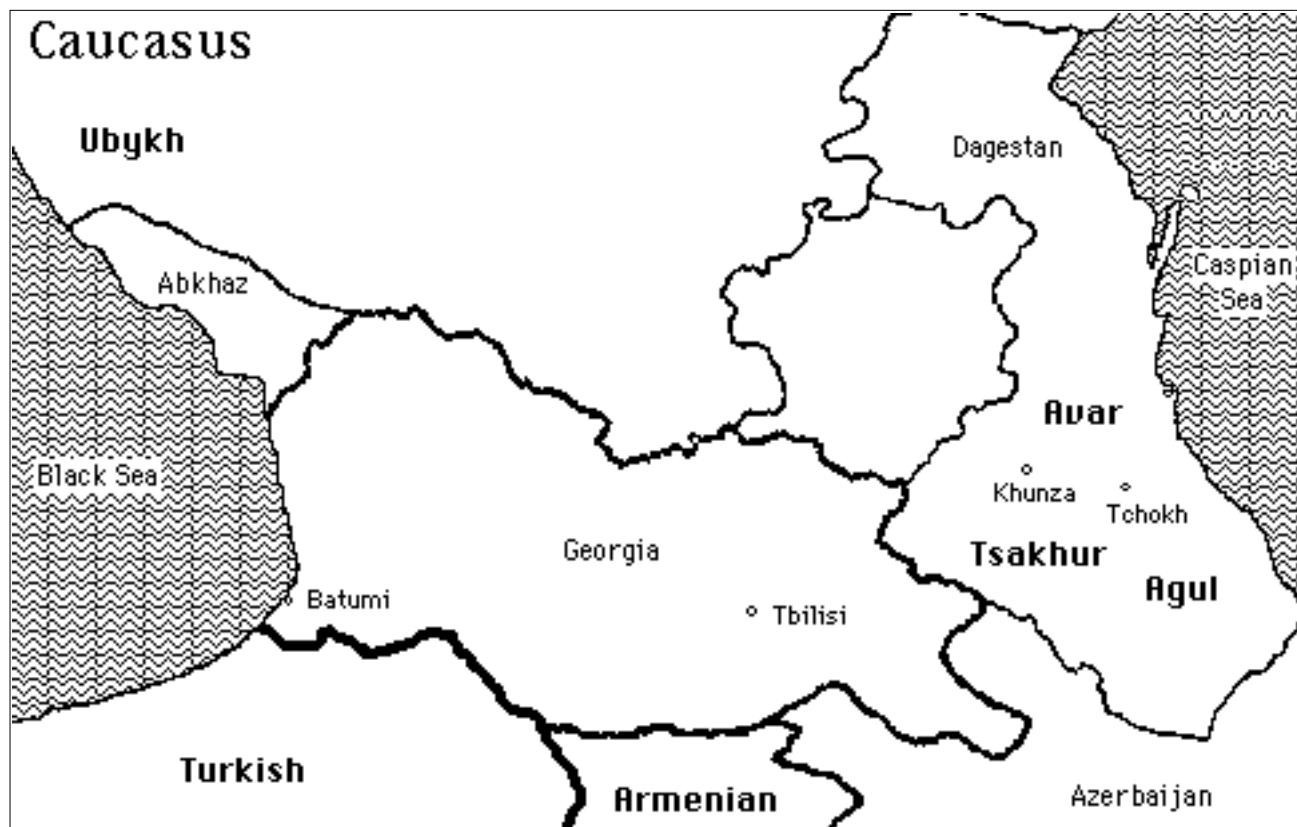 Caucasus
Ubykh
Dagestan
Abkhaz
Caspian
Sea
Avar
Black Sea
Khunza
Tchokh
Georgia
Tsakhur
Agul
Batumi
Tbilisi
Turkish
Armenian
Azerbaijan